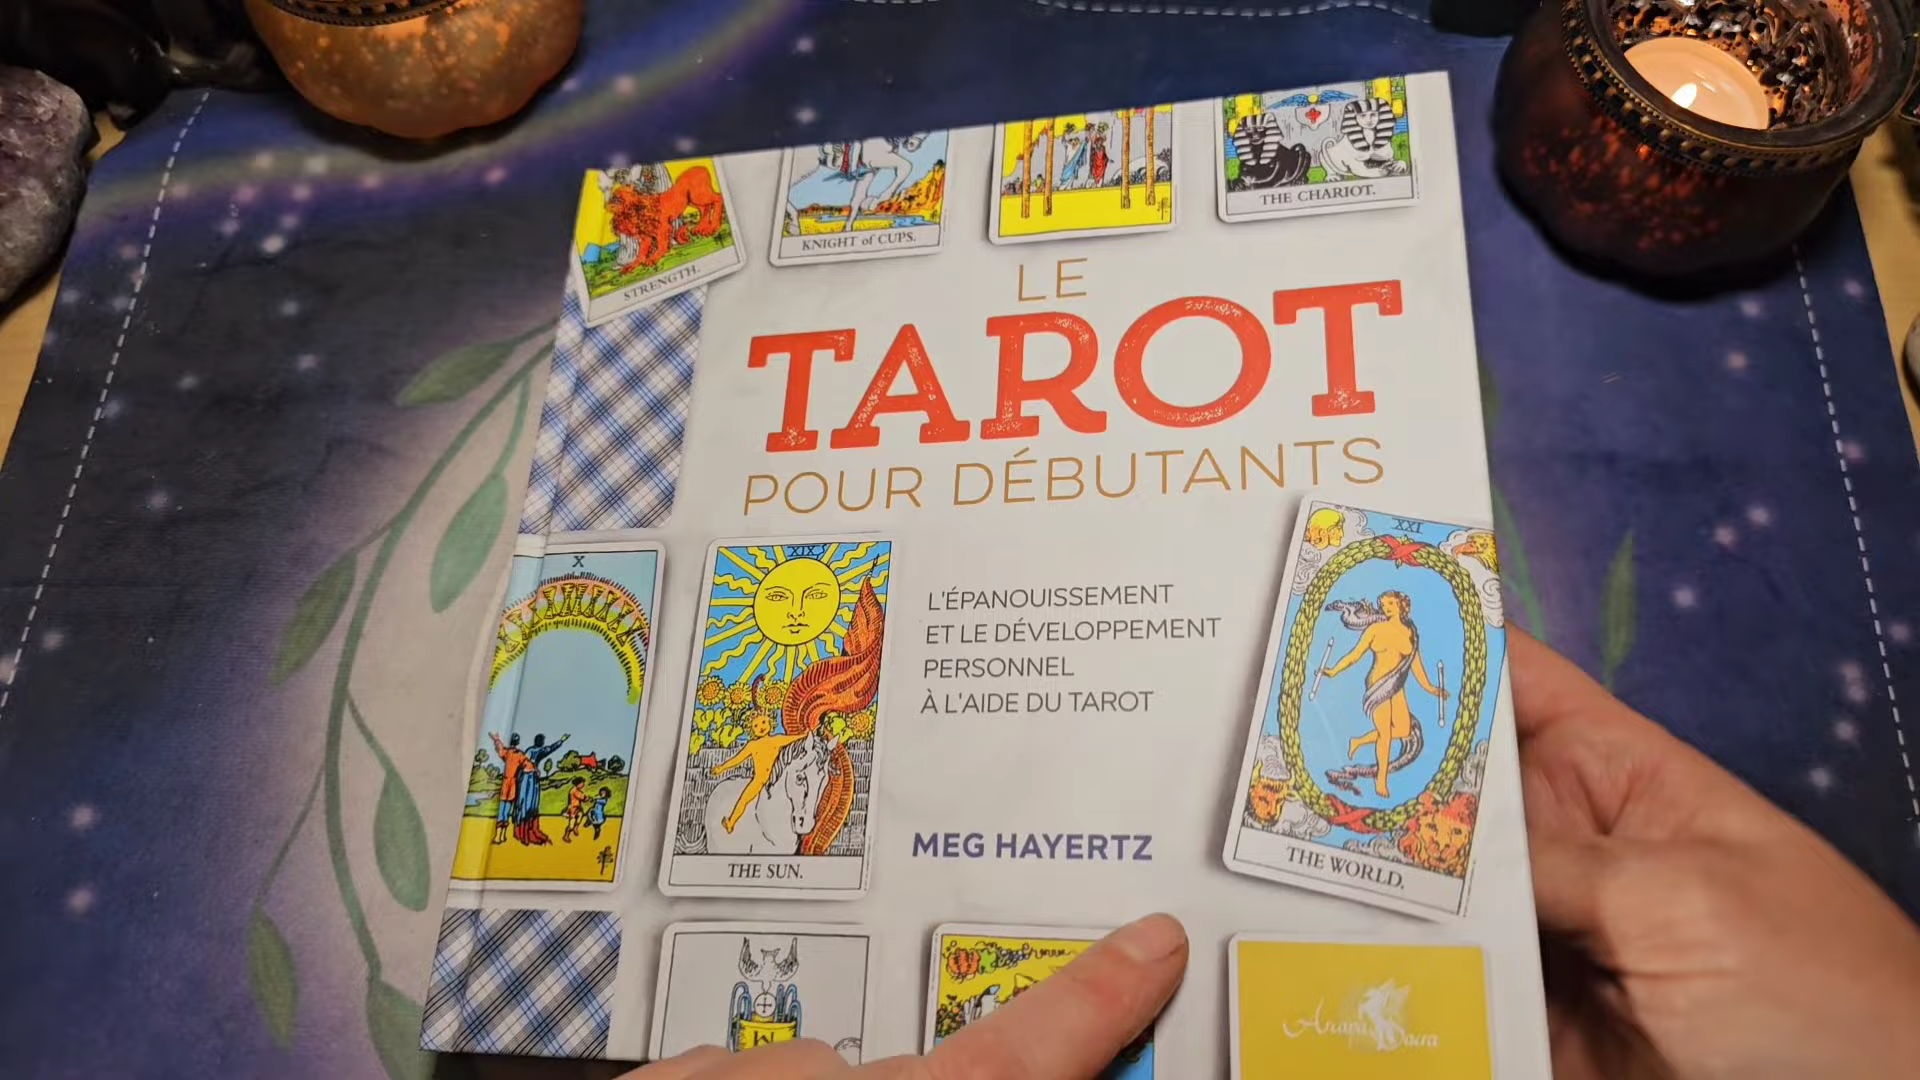 STRENGTH.
KNIGHT of CUPS.
THE CHARIOT.
LE
TAROT
POUR DÉBUTANTS
X
XIX
XXI
L'ÉPANOUISSEMENT
ET LE DÉVELOPPEMENT
PERSONNEL
À L'AIDE DU TAROT
MEG HAYERTZ
THE SUN.
THE WORLD.